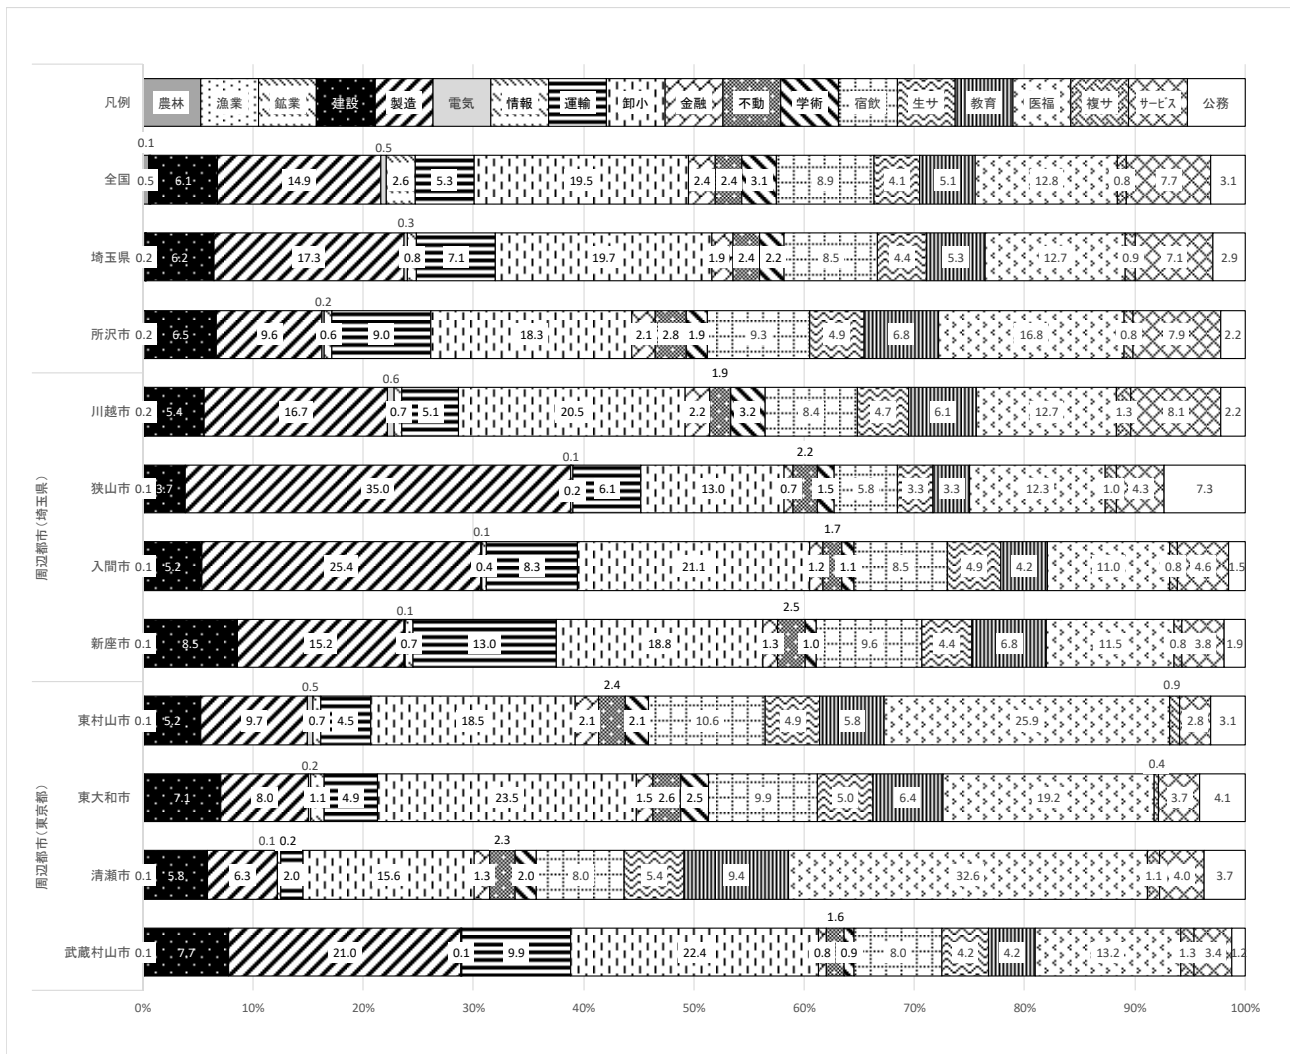 凡例 農林 漁業 鉱業 建設 製造 電気 情報 運輸 卸小 金融 不動 学術 宿飲 生サ 教育 医福 複サ サービス 公務
0.1 0.5
全国 0.5 6.1 14.9 2.6 5.3 19.5 2.4 2.4 3.1 8.9 4.1 5.1 12.8 0.8 7.7 3.1
0.3
埼玉県 0.2 6.2 17.3 0.8 7.1 19.7 1.9 2.4 2.2 8.5 4.4 5.3 12.7 0.9 7.1 2.9
0.2
所沢市 0.2 6.5 9.6 0.6 9.0 18.3 2.1 2.8 1.9 9.3 4.9 6.8 16.8 0.8 7.9 2.2
周辺都市(埼玉県)
0.6 1.9
川越市 0.2 5.4 16.7 0.7 5.1 20.5 2.2 3.2 8.4 4.7 6.1 12.7 1.3 8.1 2.2
0.1 2.2
狭山市 0.1 3.7 35.0 0.2 6.1 13.0 0.7 1.5 5.8 3.3 3.3 12.3 1.0 4.3 7.3
0.1 1.7
入間市 0.1 5.2 25.4 0.4 8.3 21.1 1.2 1.1 8.5 4.9 4.2 11.0 0.8 4.6 1.5
0.1 2.5
新座市 0.1 8.5 15.2 0.7 13.0 18.8 1.3 1.0 9.6 4.4 6.8 11.5 0.8 3.8 1.9
周辺都市(東京都)
0.5 2.4 0.9
東村山市 0.1 5.2 9.7 0.7 4.5 18.5 2.1 2.1 10.6 4.9 5.8 25.9 2.8 3.1
0.2 0.4
東大和市 7.1 8.0 1.1 4.9 23.5 1.5 2.6 2.5 9.9 5.0 6.4 19.2 3.7 4.1
0.1 0.2 2.3
清瀬市 0.1 5.8 6.3 2.0 15.6 1.3 2.0 8.0 5.4 9.4 32.6 1.1 4.0 3.7
1.6
武蔵村山市 0.1 7.7 21.0 0.1 9.9 22.4 0.8 0.9 8.0 4.2 4.2 13.2 1.3 3.4 1.2
0% 10% 20% 30% 40% 50% 60% 70% 80% 90% 100%